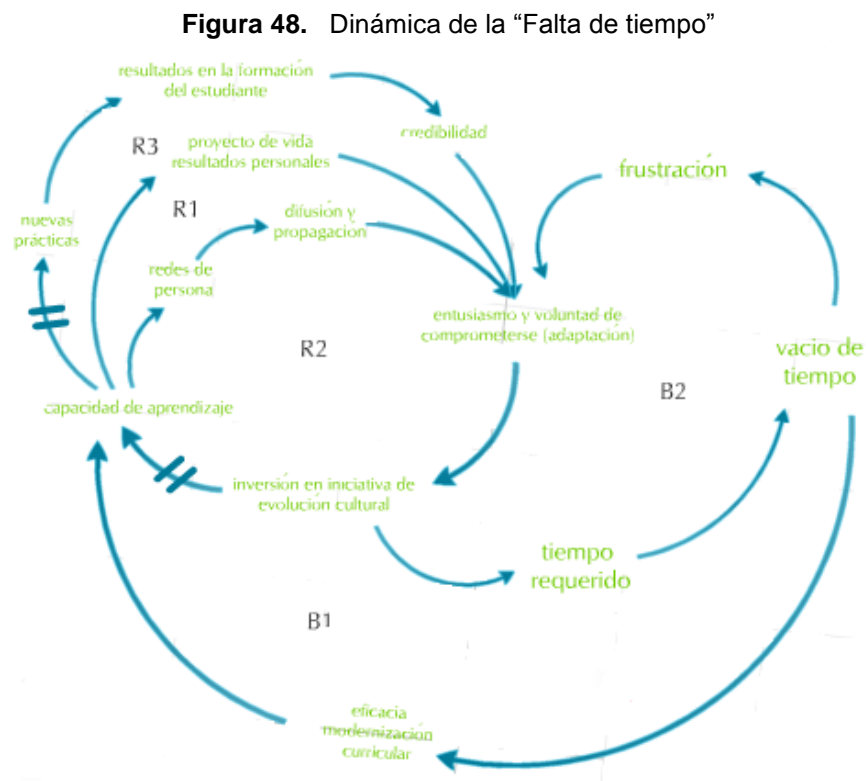 Figura 48. Dinámica de la “Falta de tiempo”
resultados en la formación
del estudiante
credibilidad
R3
proyecto de vida
resultados personales
frustración
R1
difusión y
propagación
nuevas
prácticas
redes de
persona
entusiasmo y voluntad de
comprometerse (adaptación)
R2
vacio de
tiempo
B2
capacidad de aprendizaje
inversión en iniciativa de
evolución cultural
tiempo
requerido
B1
eficacia
modernización
curricular